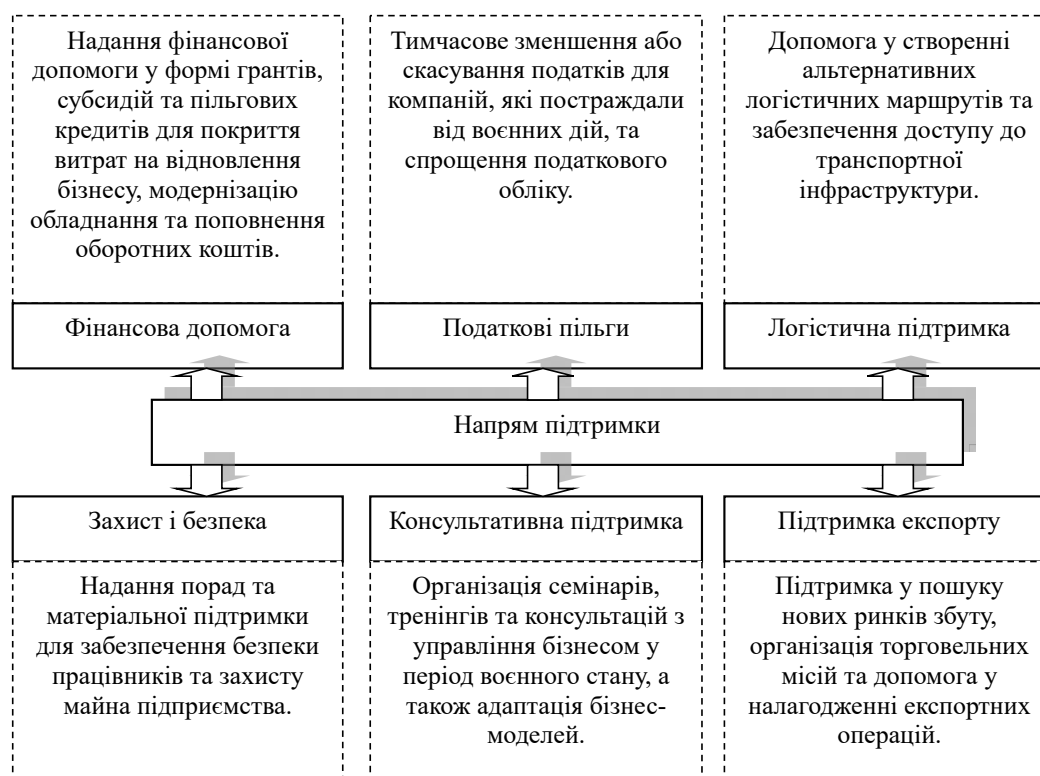 Надання фінансової
допомоги у формі грантів,
субсидій та пільгових
кредитів для покриття
витрат на відновлення
бізнесу, модернізацію
обладнання та поповнення
оборотних коштів.
Тимчасове зменшення або
скасування податків для
компаній, які постраждали
від воєнних дій, та
спрощення податкового
обліку.
Допомога у створенні
альтернативних
логістичних маршрутів та
забезпечення доступу до
транспортної
інфраструктури.
Фінансова допомога
Податкові пільги
Логістична підтримка
Напрям підтримки
Захист і безпека
Консультативна підтримка
Підтримка експорту
Надання порад та
матеріальної підтримки
для забезпечення безпеки
працівників та захисту
майна підприємства.
Організація семінарів,
тренінгів та консультацій з
управління бізнесом у
період воєнного стану, а
також адаптація бізнес-
моделей.
Підтримка у пошуку
нових ринків збуту,
організація торговельних
місій та допомога у
налагодженні експортних
операцій.